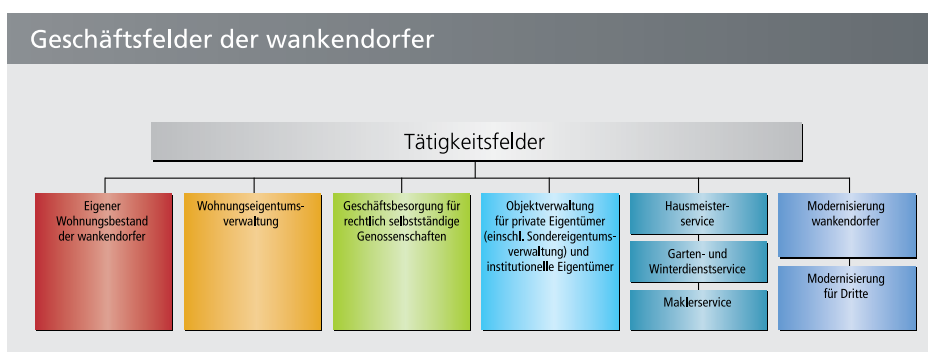 Geschäftsfelder der wankendorfer
Tätigkeitsfelder
Eigener
Wohnungsbestand
der wankendorfer
Wohnungseigentums-
verwaltung
Geschäftsbesorgung für
rechtlich selbstständige
Genossenschaften
Objektverwaltung
für private Eigentümer
(einschl. Sondereigentums-
verwaltung) und
institutionelle Eigentümer
Hausmeister-
service
Garten- und
Winterdienstservice
Maklerservice
Modernisierung
wankendorfer
Modernisierung
für Dritte